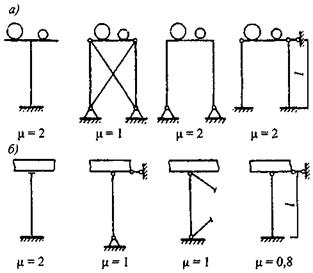 а)
l
μ = 2 μ = 1 μ = 2 μ = 2
б)
l
μ = 2 μ = 1 μ = 1 μ = 0,8